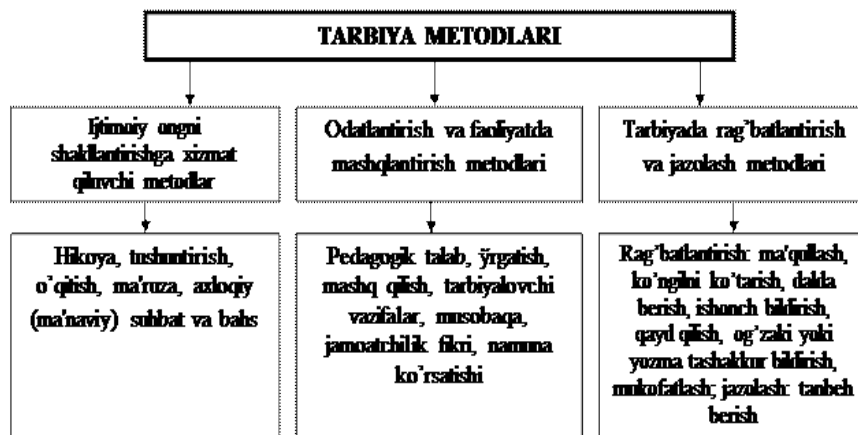 TARBIYA METODLARI
Ijtimoiy ongni
shakllantirishga xizmat
qiluvchi metodlar
Odatlantirish va faoliyatda
mashqlantirish metodlari
Tarbiyada rag’batlantirish
va jazolash metodlari
Hikoya, tushuntirish,
o’qitish, ma'ruza, axloqiy
(ma'naviy) suhbat va bahs
Pedagogik talab, ўrgatish,
mashq qilish, tarbiyalovchi
vazifalar, musobaqa,
jamoatchilik fikri, namuna
ko’rsatishi
Rag’batlantirish: ma'qullash,
ko’ngilni ko’tarish, dalda
berish, ishonch bildirish,
qayd qilish, og’zaki yoki
yozma tashakkur bildirish,
mukofatlash; jazolash: tanbeh
berish